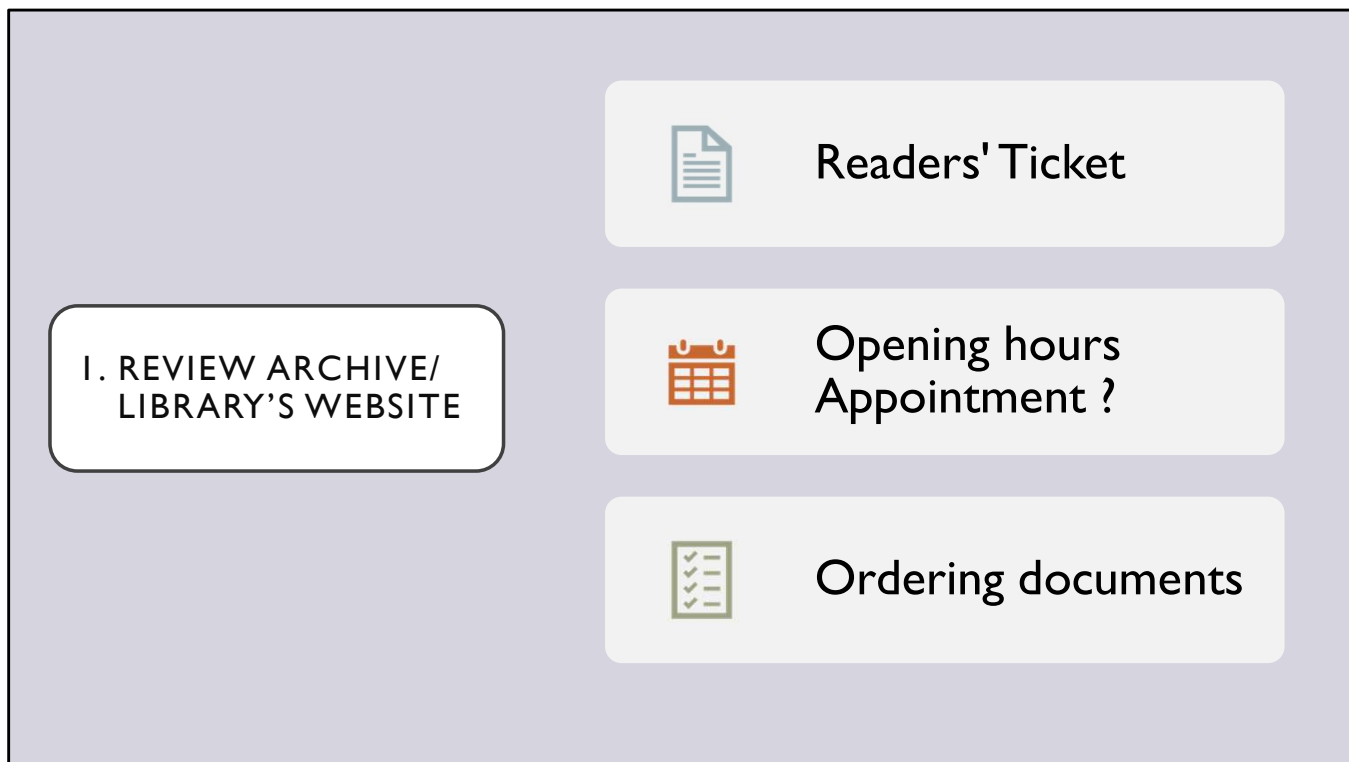 1. REVIEW ARCHIVE/
LIBRARY’S WEBSITE
Readers' Ticket
Opening hours
Appointment ?
Ordering documents